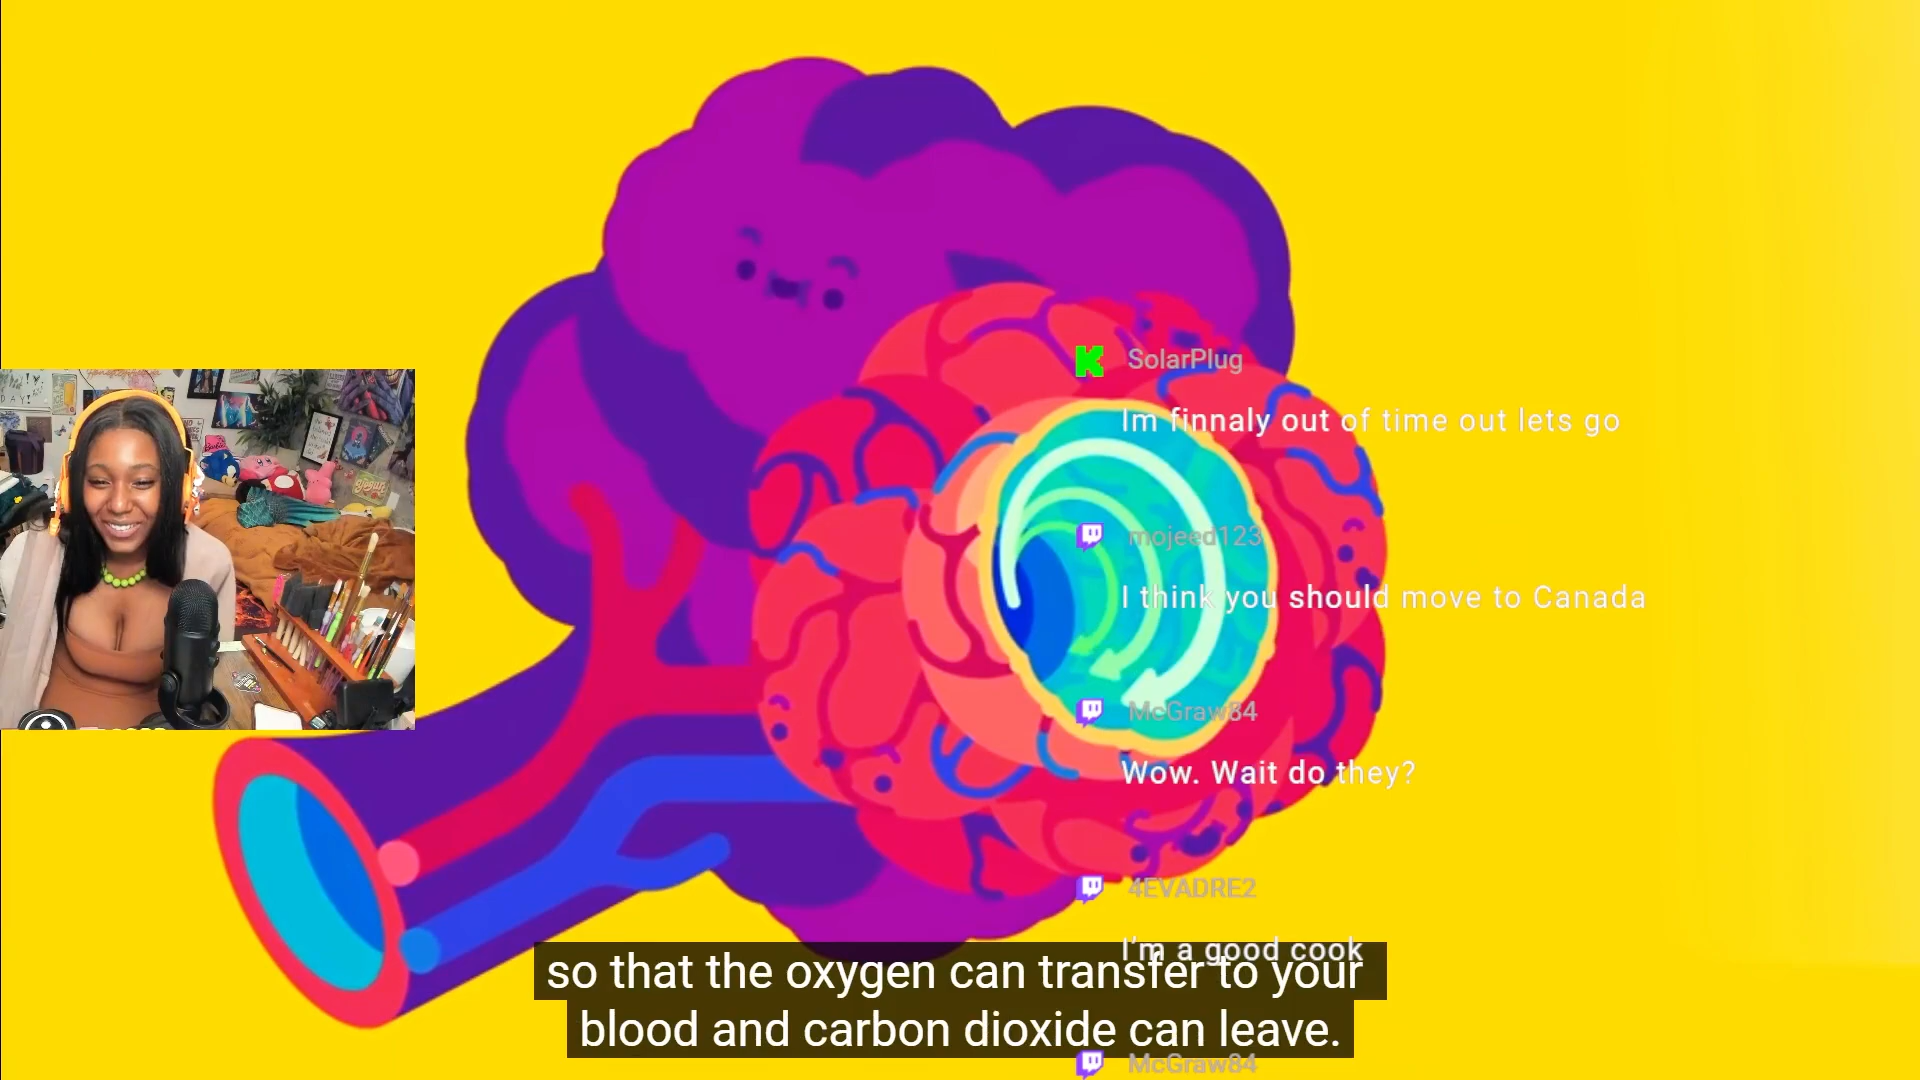 SolarPlug
Im finnaly out of time out lets go
mojeed123
I think you should move to Canada
McGraw84
Wow. Wait do they?
4EVADRE2
I'm a good cook
so that the oxygen can transfer to your
blood and carbon dioxide can leave.
McGraw84